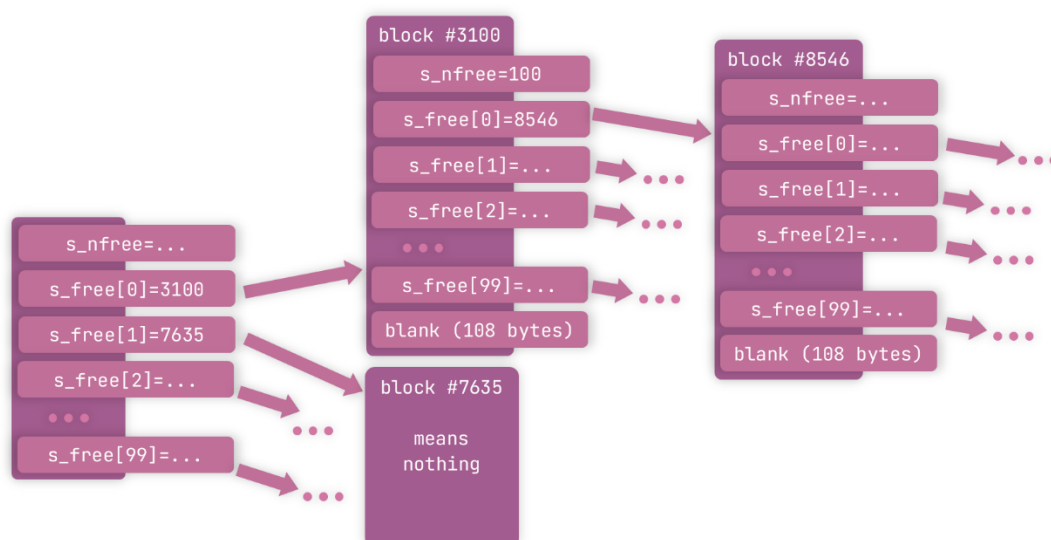 s_nfree=...
s_free[0]=3100
s_free[1]=7635
s_free[2]=...
s_free[99]=...
block #3100
s_nfree=100
s_free[0]=8546
s_free[1]=...
s_free[2]=...
s_free[99]=...
blank (108 bytes)
block #7635
means
nothing
block #8546
s_nfree=...
s_free[0]=...
s_free[1]=...
s_free[2]=...
s_free[99]=...
blank (108 bytes)